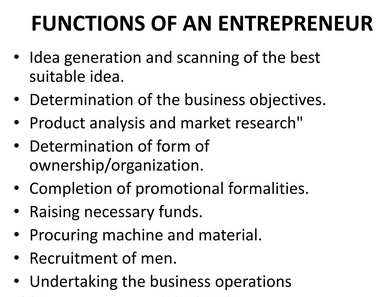 FUNCTIONS OF AN ENTREPRENEUR
• Idea generation and scanning of the best
suitable idea.
• Determination of the business objectives.
• Product analysis and market research"
• Determination of form of
ownership/organization.
• Completion of promotional formalities.
• Raising necessary funds.
• Procuring machine and material.
• Recruitment of men.
• Undertaking the business operations